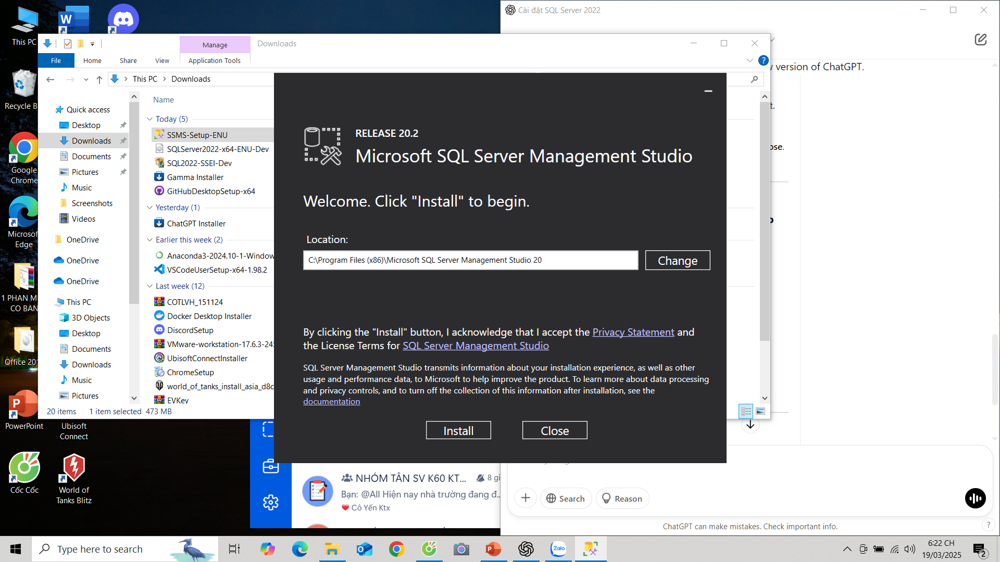 This PC
Recycle B
Google
Chrome
Microsof
Edge
1 PHAN M
CO BAN
Office 201
PowerPoint
Ubisoft
Connect
Cốc Cốc
World of
Tanks Blitz
Manage
Downloads
File
Home
Share
View
Application Tools
This PC
Downloads
Quick access
Desktop
Downloads
Documents
Pictures
Music
Screenshots
Videos
OneDrive
OneDrive
OneDrive
This PC
3D Objects
Desktop
Documents
Downloads
Music
Pictures
Name
Today (5)
SSMS-Setup-ENU
SQLServer2022-x64-ENU-Dev
SQL2022-SSEI-Dev
Gamma Installer
GitHubDesktopSetup-x64
Yesterday (1)
ChatGPT Installer
Earlier this week (2)
Anaconda3-2024.10-1-Window
VSCodeUserSetup-x64-1.98.2
Last week (12)
COTLVH_151124
Docker Desktop Installer
DiscordSetup
VMware-workstation-17.6.3-245
UbisoftConnectInstaller
ChromeSetup
world_of_tanks_install_asia_d8c
EVKey
20 items
1 item selected 473 MB
RELEASE 20.2
Microsoft SQL Server Management Studio
Welcome. Click "Install" to begin.
Location:
C:\Program Files (x86)\Microsoft SQL Server Management Studio 20
Change
By clicking the "Install" button, I acknowledge that I accept the Privacy Statement and
the License Terms for SQL Server Management Studio
SQL Server Management Studio transmits information about your installation experience, as well as other
usage and performance data, to Microsoft to help improve the product. To learn more about data processing
and privacy controls, and to turn off the collection of this information after installation, see the
documentation
Install
Close
Cài đặt SQL Server 2022
version of ChatGPT.
t.
ose.
Search
Reason
ChatGPT can make mistakes. Check important info.
?
NHÓM TÂN SV K60 KT...
8 gi
Bạn: @All Hiện nay nhà trường đang đ...
Cô Yến Ktx
Type here to search
Zalo
6:22 CH
19/03/2025
2